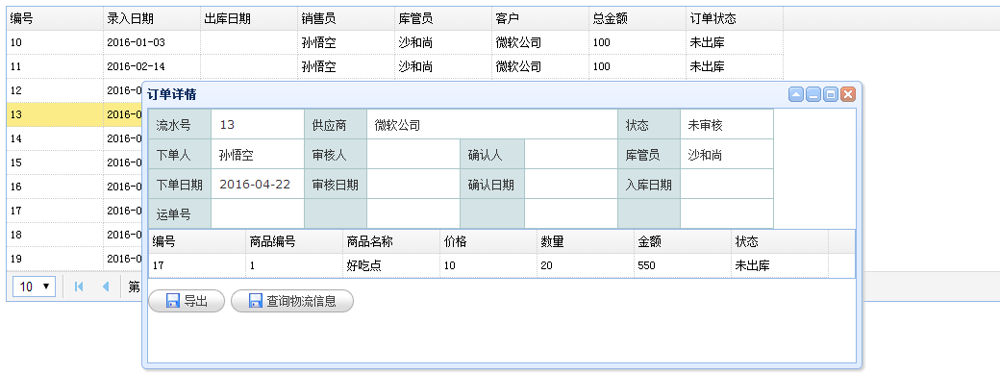 编号 录入日期 出库日期 销售员 库管员 客户 总金额 订单状态
10 2016-01-03 孙悟空 沙和尚 微软公司 100 未出库
11 2016-02-14 孙悟空 沙和尚 微软公司 100 未出库
12 2016-0
订单详情
13 2016-0
流水号 13 供应商 微软公司 状态 未审核
14 2016-0
下单人 孙悟空 审核人 确认人 库管员 沙和尚
15 2016-0
16 2016-0
下单日期 2016-04-22 审核日期 确认日期 入库日期
17 2016-0
运单号
18 2016-0
编号 商品编号 商品名称 价格 数量 金额 状态
19 2016-0
17 1 好吃点 10 20 550 未出库
10 第
导出 查询物流信息